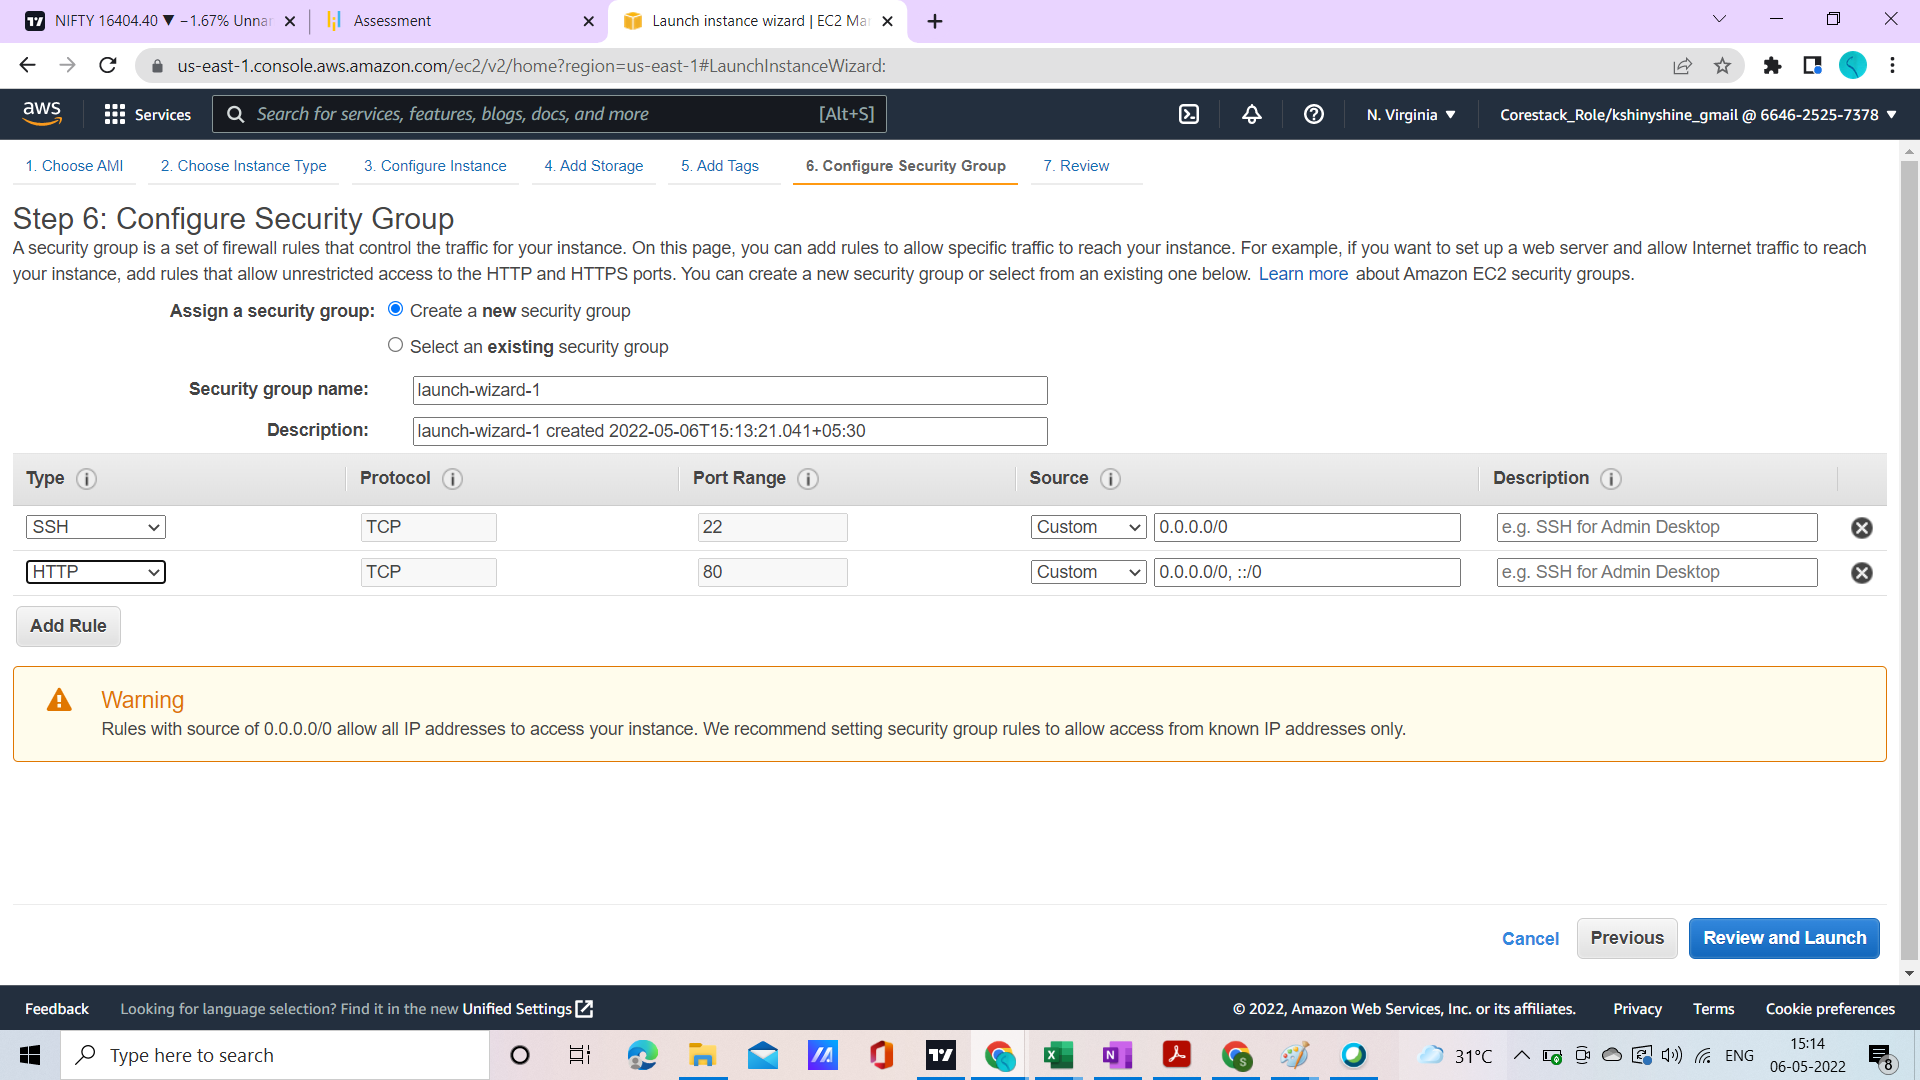 NIFTY 16404.40 ▼ −1.67% Unnar
Assessment
Launch instance wizard | EC2 Mar
us-east-1.console.aws.amazon.com/ec2/v2/home?region=us-east-1#LaunchInstanceWizard:
aws
Services
Search for services, features, blogs, docs, and more
[Alt+S]
N. Virginia ▼
Corestack_Role/kshinyshine_gmail @ 6646-2525-7378 ▼
1. Choose AMI
2. Choose Instance Type
3. Configure Instance
4. Add Storage
5. Add Tags
6. Configure Security Group
7. Review
Step 6: Configure Security Group
A security group is a set of firewall rules that control the traffic for your instance. On this page, you can add rules to allow specific traffic to reach your instance. For example, if you want to set up a web server and allow Internet traffic to reach
your instance, add rules that allow unrestricted access to the HTTP and HTTPS ports. You can create a new security group or select from an existing one below. Learn more about Amazon EC2 security groups.
Assign a security group: Create a new security group
Select an existing security group
Security group name: launch-wizard-1
Description: launch-wizard-1 created 2022-05-06T15:13:21.041+05:30
Type Protocol Port Range Source Description
SSH TCP 22 Custom 0.0.0.0/0 e.g. SSH for Admin Desktop
HTTP TCP 80 Custom 0.0.0.0/0, ::/0 e.g. SSH for Admin Desktop
Add Rule
Warning
Rules with source of 0.0.0.0/0 allow all IP addresses to access your instance. We recommend setting security group rules to allow access from known IP addresses only.
Cancel
Previous
Review and Launch
Feedback
Looking for language selection? Find it in the new Unified Settings
© 2022, Amazon Web Services, Inc. or its affiliates.
Privacy
Terms
Cookie preferences
Type here to search
31°C
ENG
15:14
06-05-2022
8